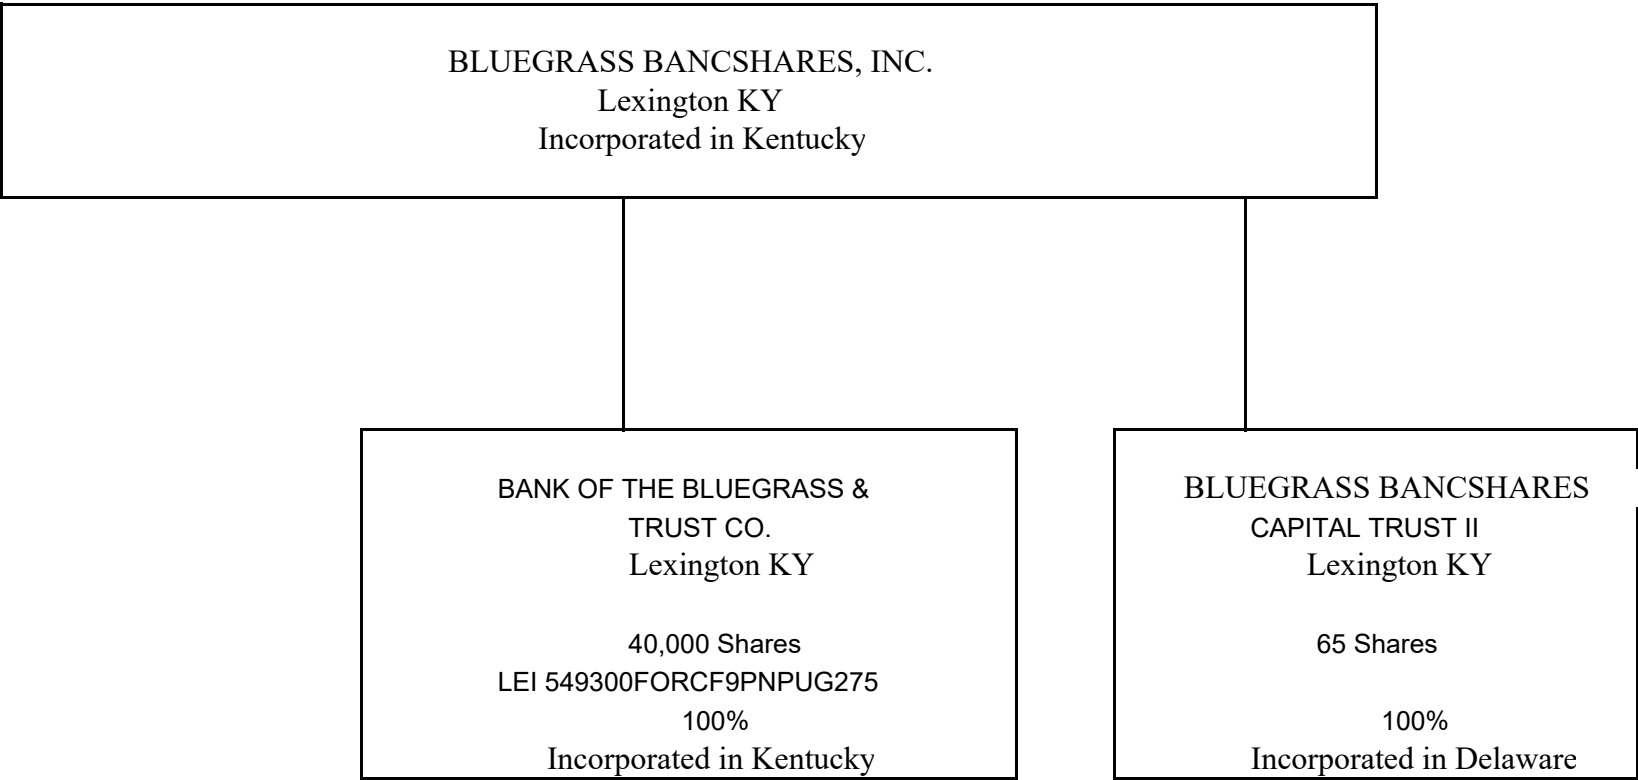 BLUEGRASS BANCSHARES, INC.
Lexington KY
Incorporated in Kentucky
BANK OF THE BLUEGRASS &
TRUST CO.
Lexington KY
40,000 Shares
LEI 549300FORCF9PNPUG275
100%
Incorporated in Kentucky
BLUEGRASS BANCSHARES
CAPITAL TRUST II
Lexington KY
65 Shares
100%
Incorporated in Delaware